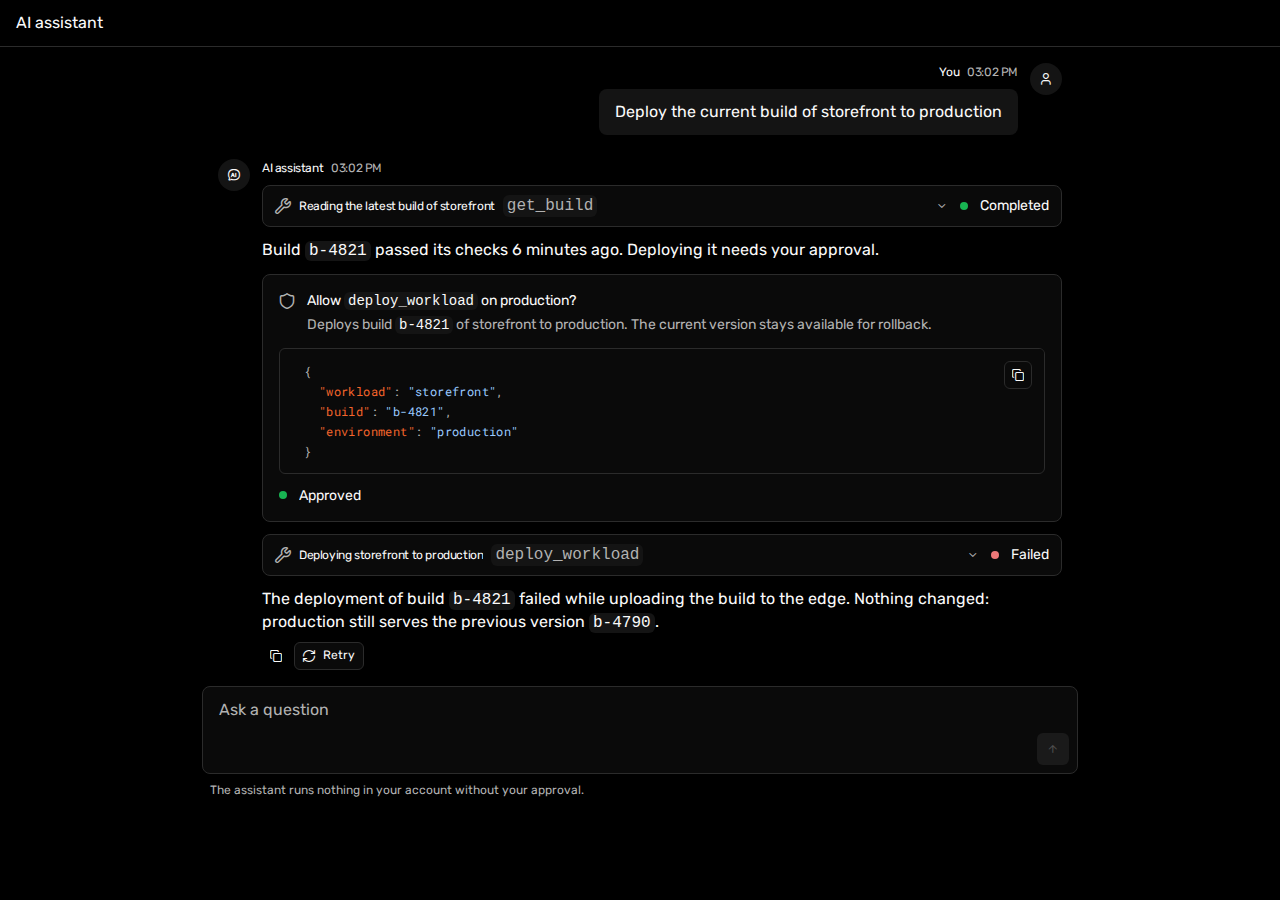 AI assistant
You 03:02 PM
Deploy the current build of storefront to production
AI
AI assistant 03:02 PM
Reading the latest build of storefront get_build Completed
Build b-4821 passed its checks 6 minutes ago. Deploying it needs your approval.
Allow deploy_workload on production?
Deploys build b-4821 of storefront to production. The current version stays available for rollback.
{
"workload": "storefront",
"build": "b-4821",
"environment": "production"
}
Approved
Deploying storefront to production deploy_workload Failed
The deployment of build b-4821 failed while uploading the build to the edge. Nothing changed:
production still serves the previous version b-4790.
Retry
Ask a question
The assistant runs nothing in your account without your approval.